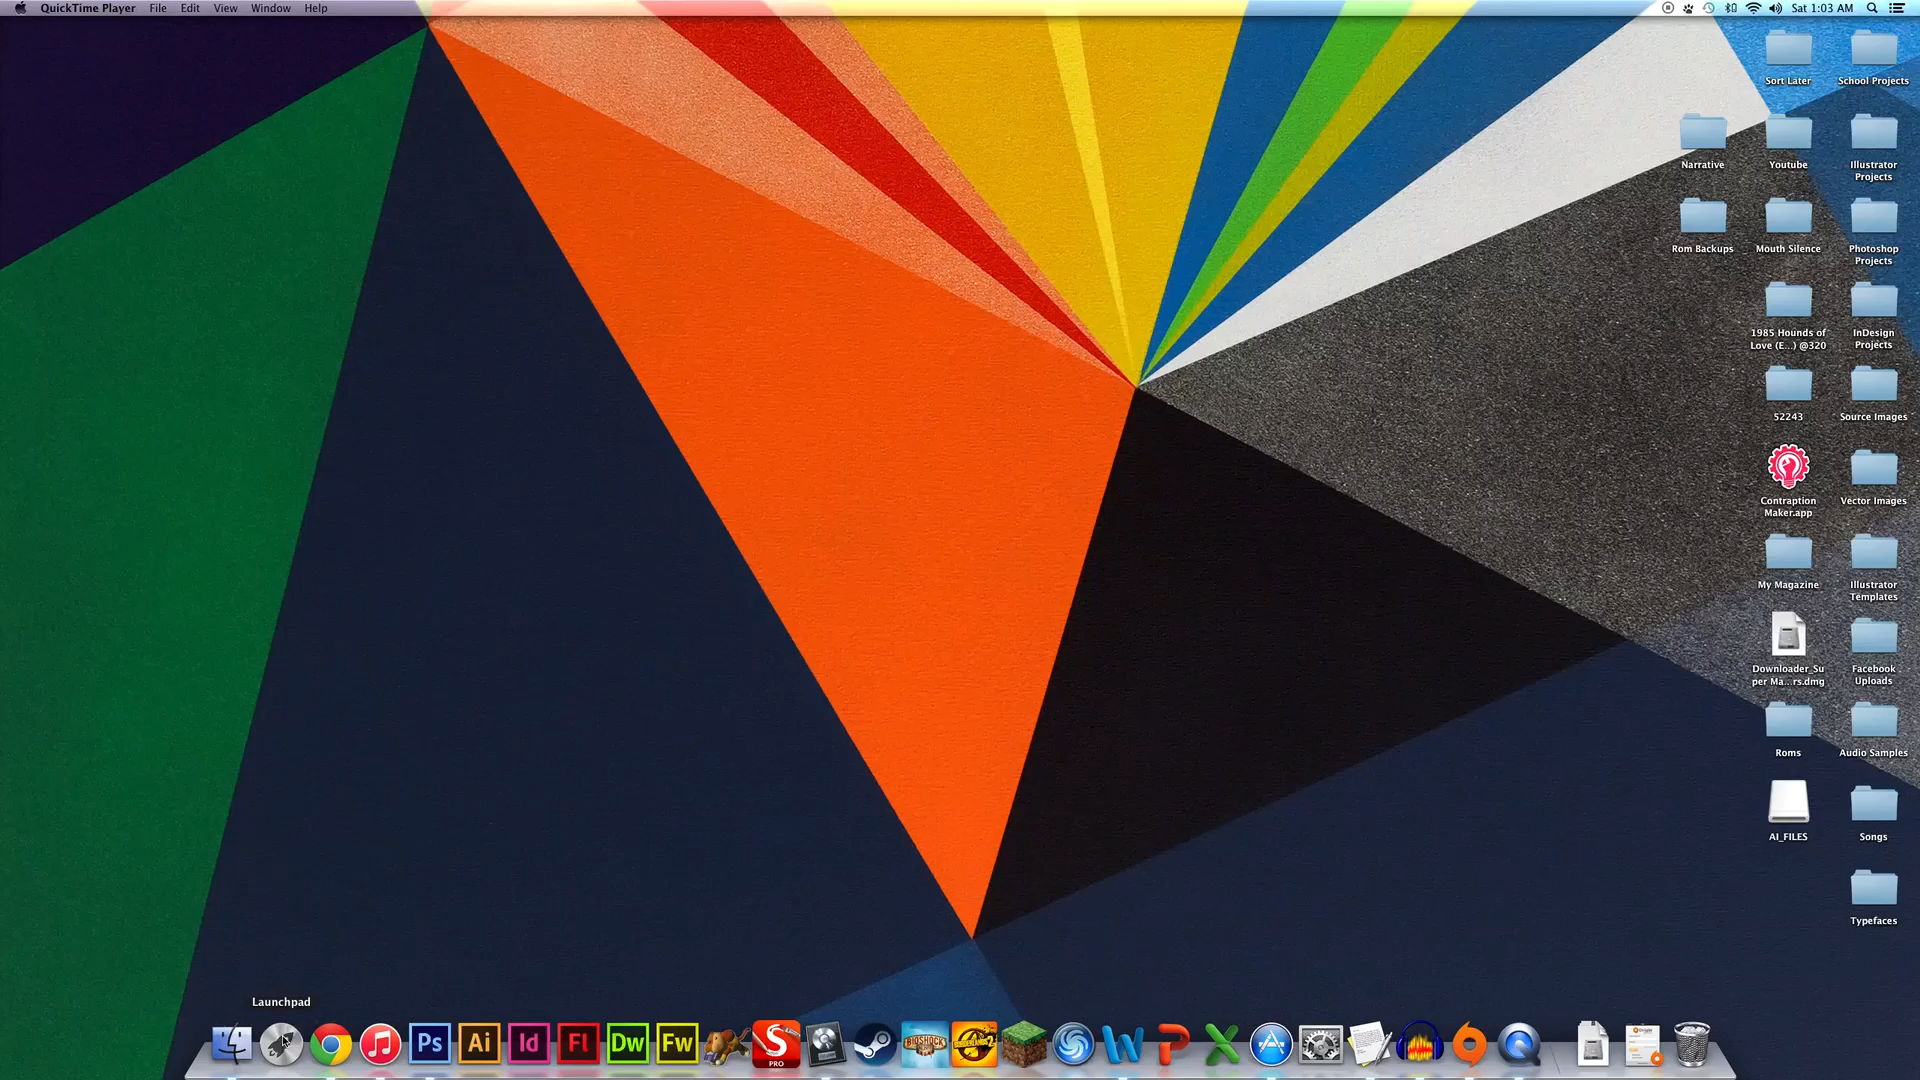 QuickTime Player File Edit View Window Help
Sat 1:03 AM
Sort Later
School Projects
Narrative
Youtube
Illustrator
Projects
Rom Backups
Mouth Silence
Photoshop
Projects
1985 Hounds of
Love (E...) @320
InDesign
Projects
52243
Source Images
Contraption
Maker.app
Vector Images
My Magazine
Illustrator
Templates
Downloader_Su
per Ma...rs.dmg
Facebook
Uploads
Roms
Audio Samples
AI_FILES
Songs
Typefaces
Launchpad
Ps Ai Id Fl Dw Fw
S
PRO
BIOSHOCK
W P X